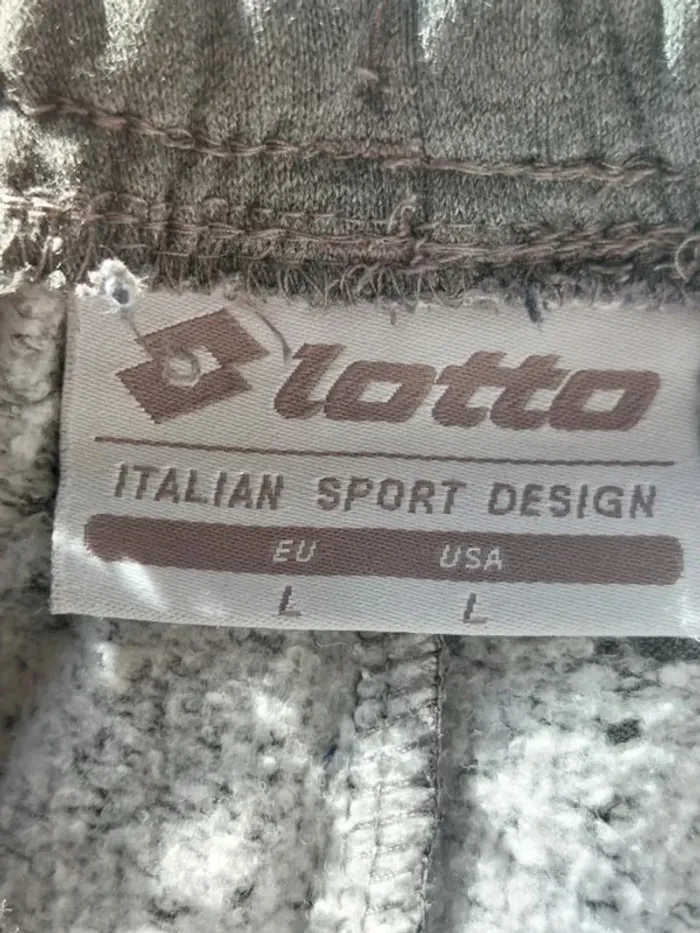 lotto
ITALIAN SPORT DESIGN
EU USA
L L